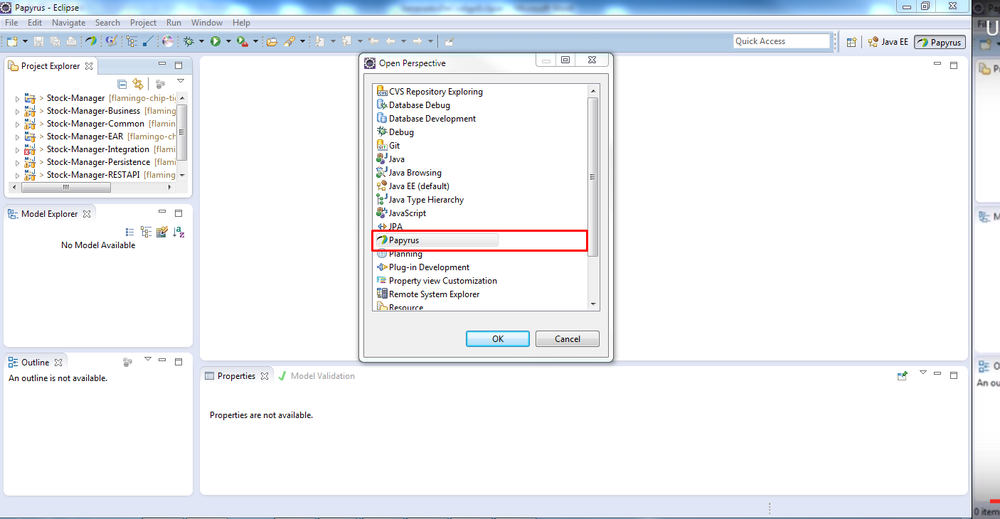 Papyrus - Eclipse
File Edit Navigate Search Project Run Window Help
Quick Access
Java EE
Papyrus
Project Explorer
> Stock-Manager [flamingo-chip-ti
> Stock-Manager-Business [flaming
> Stock-Manager-Common [flamin
> Stock-Manager-EAR [flamingo-ch
> Stock-Manager-Integration [flami
> Stock-Manager-Persistence [flami
> Stock-Manager-RESTAPI [flaming
Model Explorer
No Model Available
Outline
An outline is not available.
Open Perspective
CVS Repository Exploring
Database Debug
Database Development
Debug
Git
Java
Java Browsing
Java EE (default)
Java Type Hierarchy
JavaScript
JPA
Papyrus
Planning
Plug-in Development
Property view Customization
Remote System Explorer
Resource
OK Cancel
Properties
Model Validation
Properties are not available.
An ou
0 item